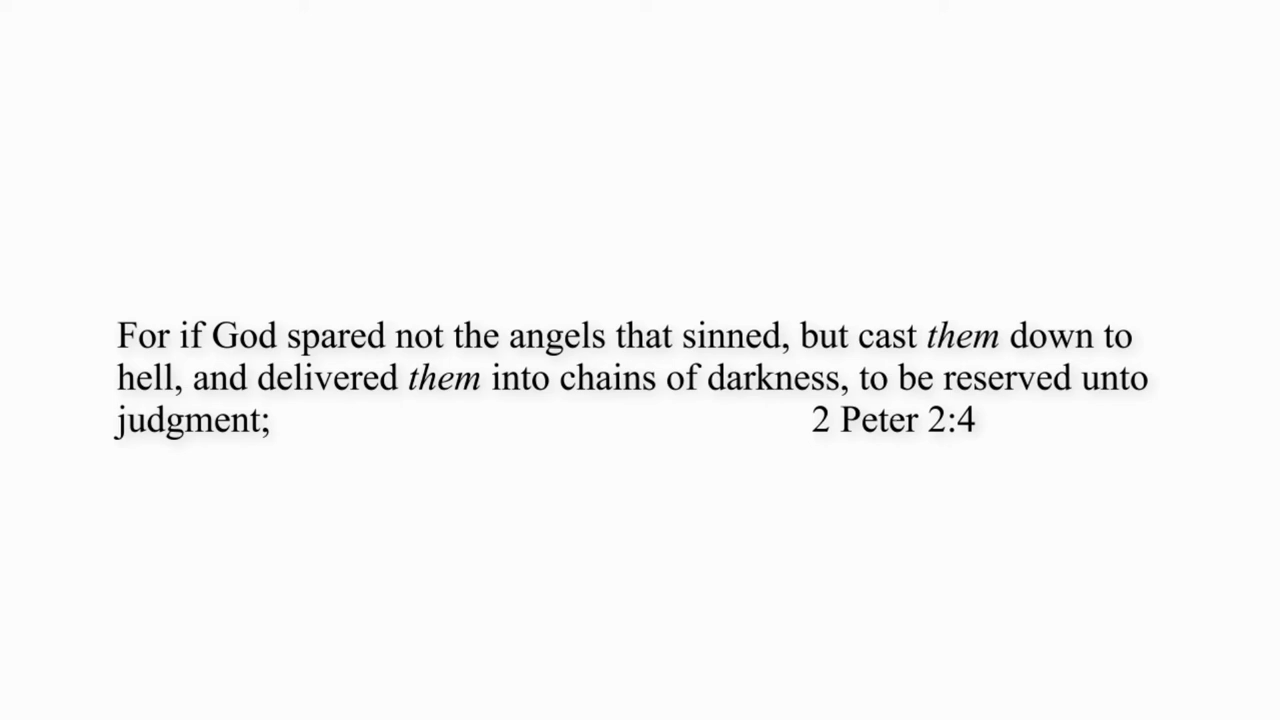 For if God spared not the angels that sinned, but cast them down to
hell, and delivered them into chains of darkness, to be reserved unto
judgment; 2 Peter 2:4